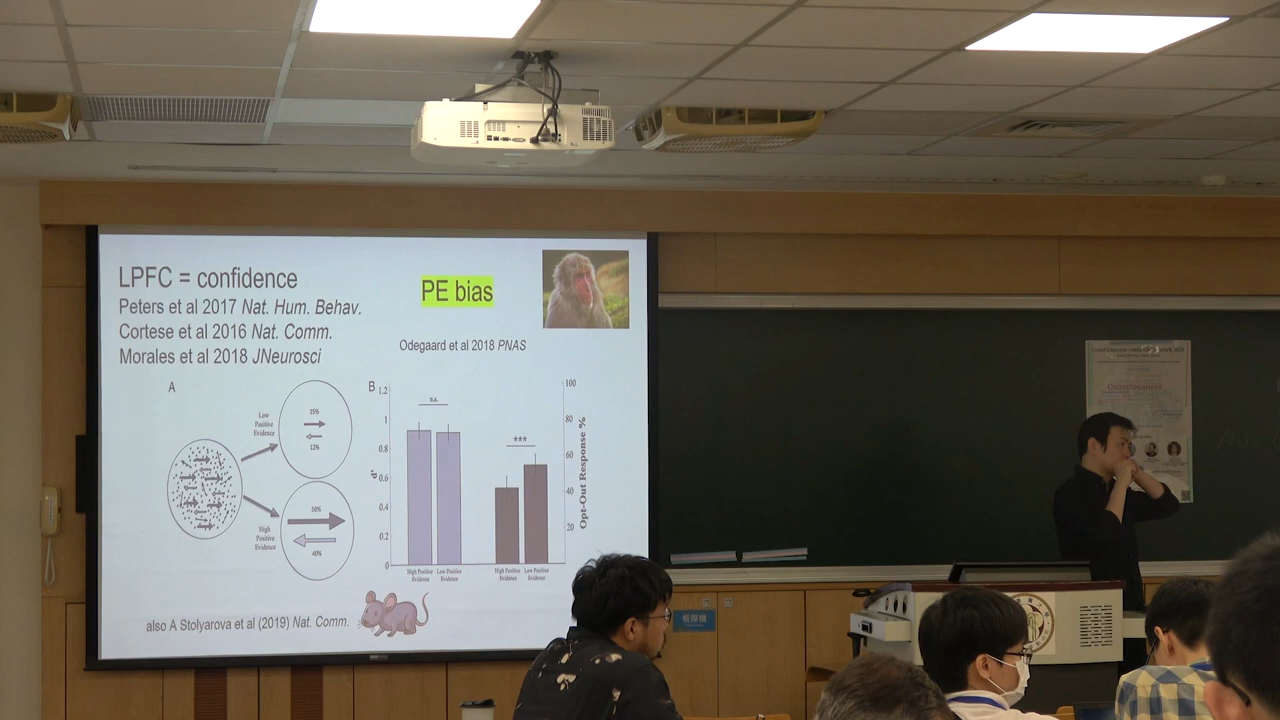 LPFC = confidence
Peters et al 2017 Nat. Hum. Behav.
Cortese et al 2016 Nat. Comm.
Morales et al 2018 JNeurosci
PE bias
Odegaard et al 2018 PNAS
A
Low
Positive
Evidence
15%
12%
High
Positive
Evidence
50%
40%
B
1.2
1
0.8
0.6
0.4
0.2
0
d'
n.s.
***
100
80
60
40
20
Opt-Out Response %
High Positive
Evidence
Low Positive
Evidence
High Positive
Evidence
Low Positive
Evidence
also A Stolyarova et al (2019) Nat. Comm.
Consciousness